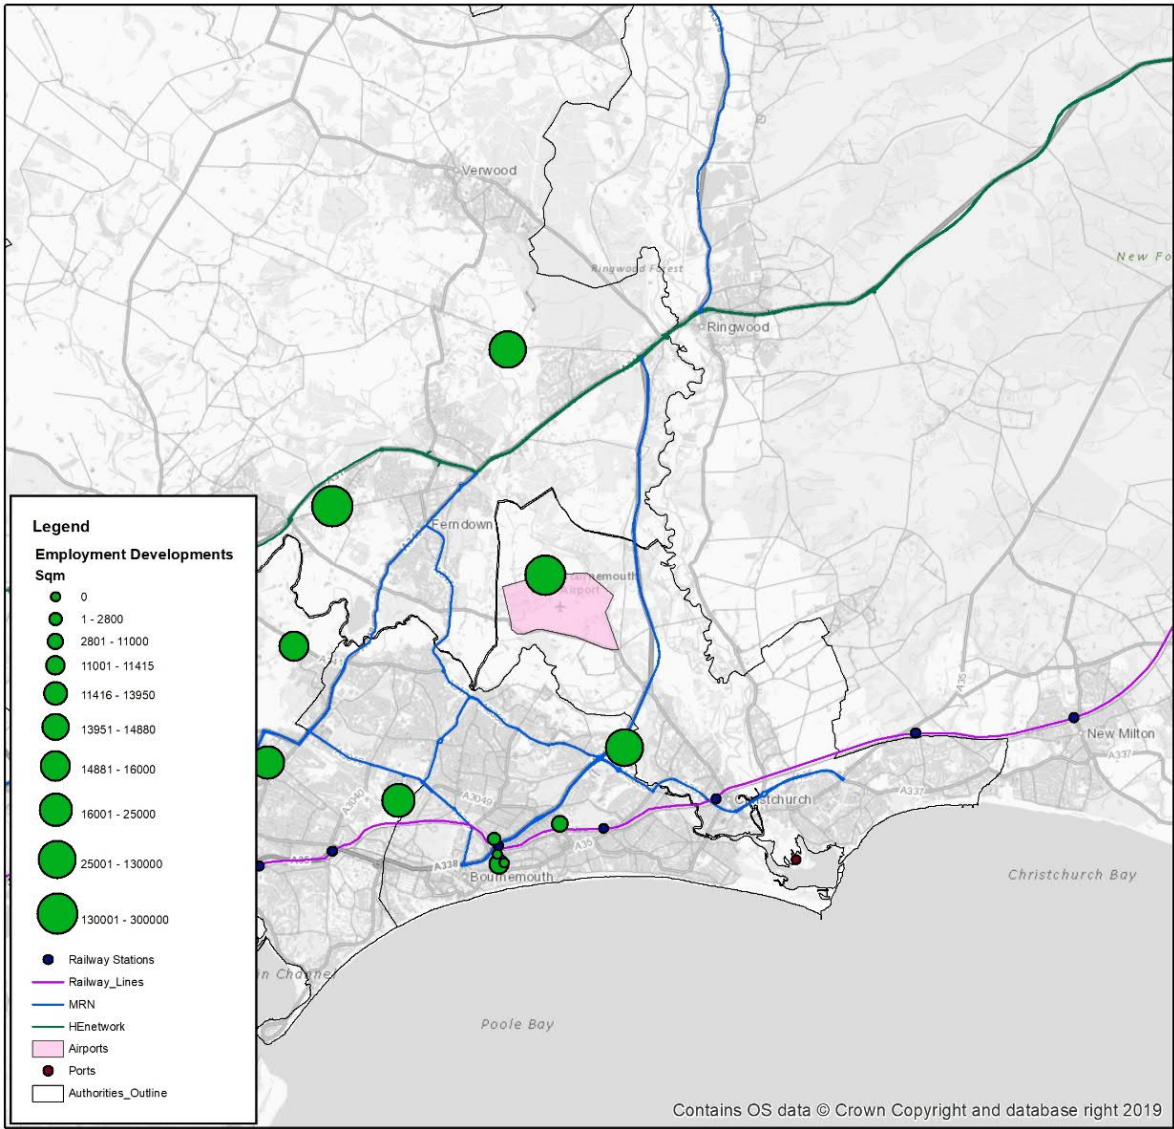 Verwood
Ringwood Forest
New Fo
Ringwood
Ferndown
Airport
A35
New Milton
A337
Christchurch
A337
A3049
A3040
A35
A35
A338
Bournemouth
Christchurch Bay
in Channel
Poole Bay
Legend
Employment Developments
Sqm
0
1 - 2800
2801 - 11000
11001 - 11415
11416 - 13950
13951 - 14880
14881 - 16000
16001 - 25000
25001 - 130000
130001 - 300000
Railway Stations
Railway_Lines
MRN
HEnetwork
Airports
Ports
Authorities_Outline
Contains OS data © Crown Copyright and database right 2019